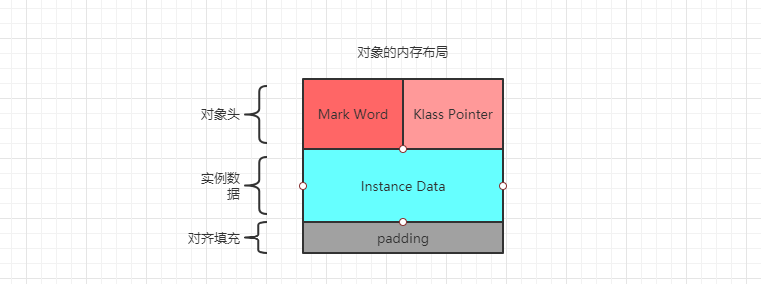 对象的内存布局
对象头
Mark Word
Klass Pointer
实例数
据
Instance Data
对齐填充
padding